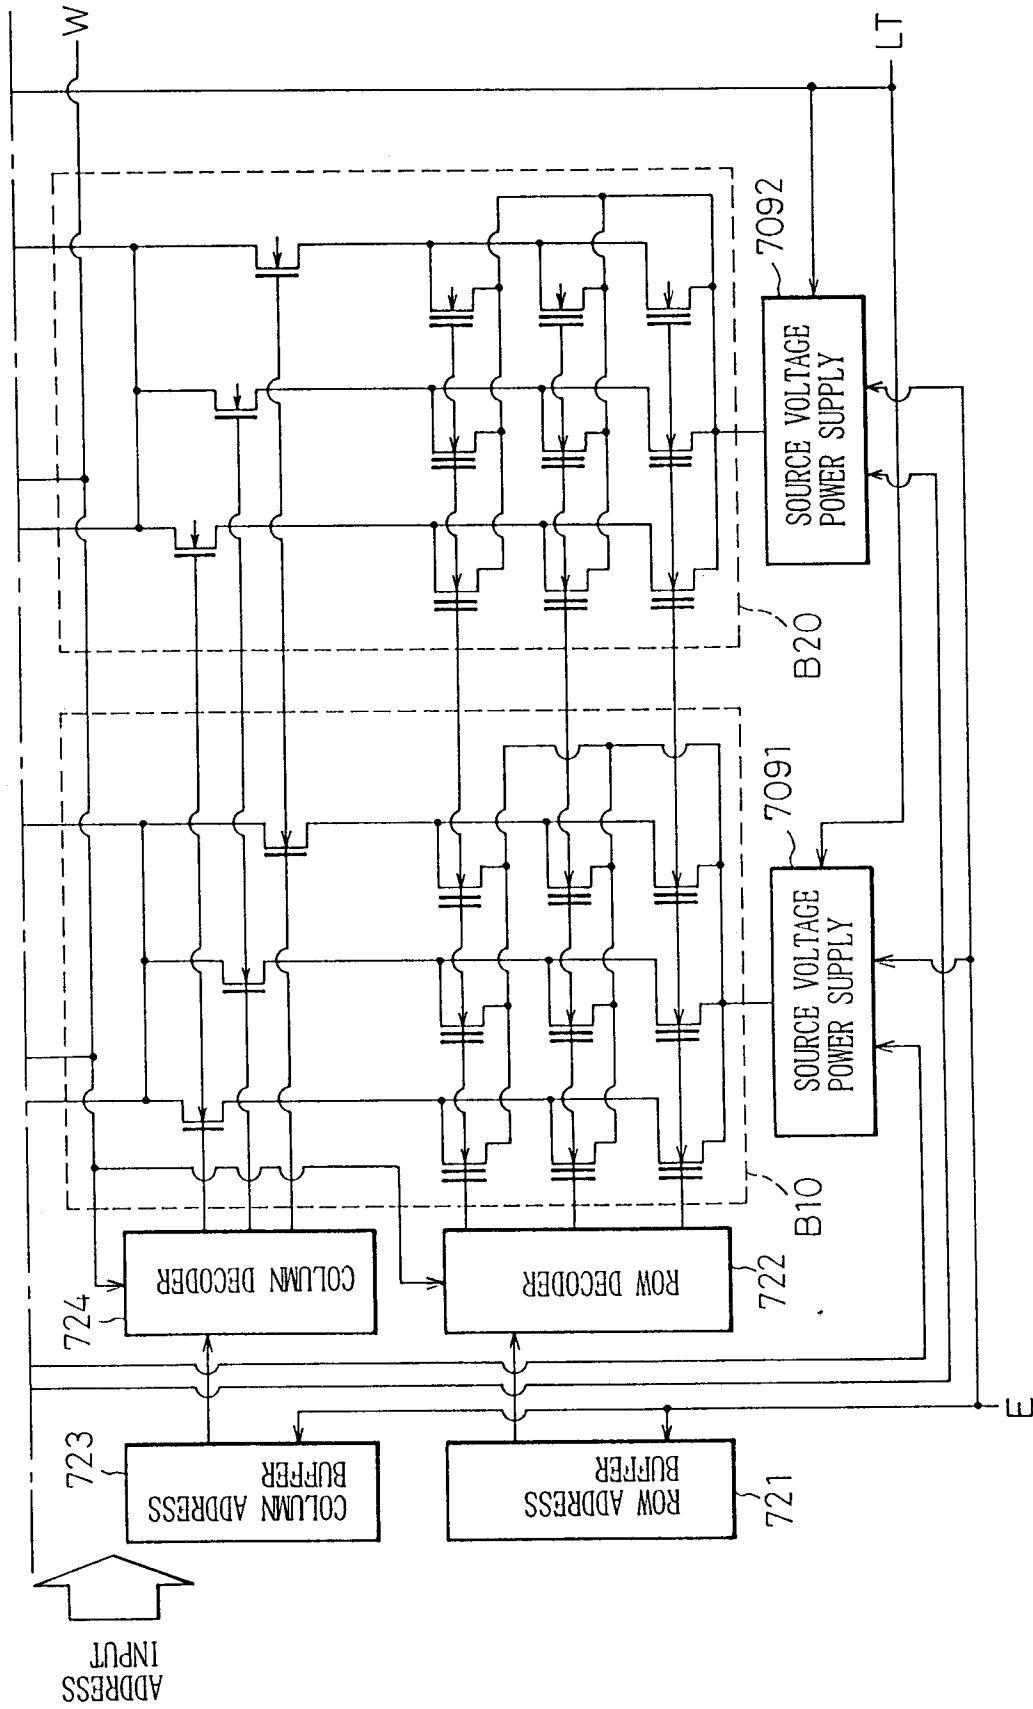 ADDRESS
INPUT
723
COLUMN ADDRESS
BUFFER
724
COLUMN DECODER
721
ROW ADDRESS
BUFFER
722
ROW DECODER
B10
B20
7091
SOURCE VOLTAGE
POWER SUPPLY
7092
SOURCE VOLTAGE
POWER SUPPLY
W
LT
E